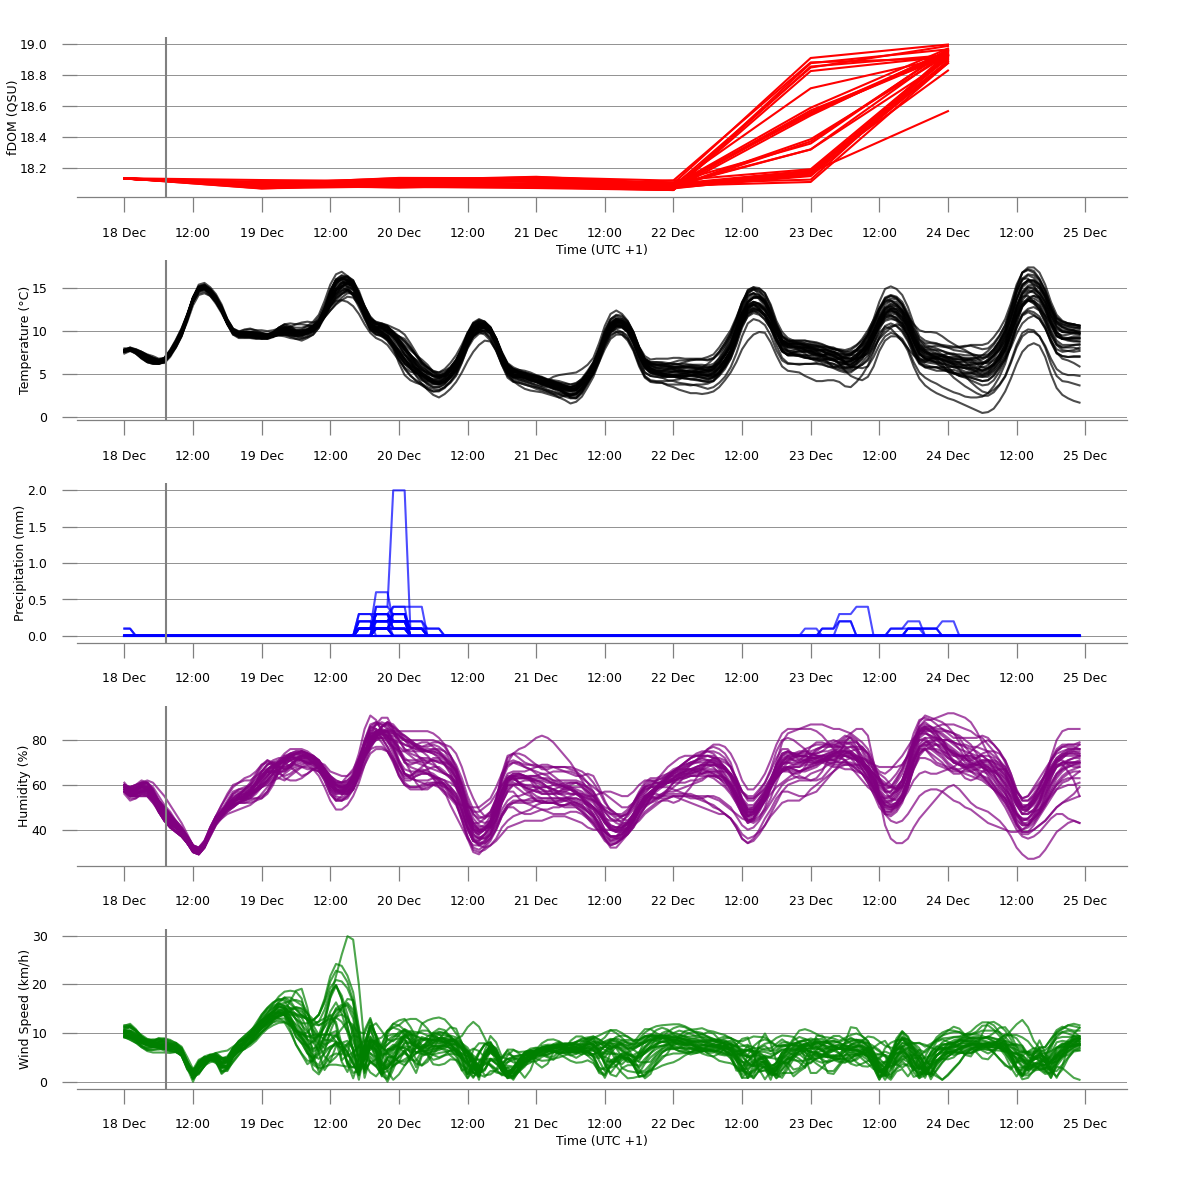 19.0
18.8
18.6
18.4
18.2
fDOM (QSU)
18 Dec 12:00 19 Dec 12:00 20 Dec 12:00 21 Dec 12:00 22 Dec 12:00 23 Dec 12:00 24 Dec 12:00 25 Dec
Time (UTC +1)
15
10
5
0
Temperature (°C)
18 Dec 12:00 19 Dec 12:00 20 Dec 12:00 21 Dec 12:00 22 Dec 12:00 23 Dec 12:00 24 Dec 12:00 25 Dec
2.0
1.5
1.0
0.5
0.0
Precipitation (mm)
18 Dec 12:00 19 Dec 12:00 20 Dec 12:00 21 Dec 12:00 22 Dec 12:00 23 Dec 12:00 24 Dec 12:00 25 Dec
80
60
40
Humidity (%)
18 Dec 12:00 19 Dec 12:00 20 Dec 12:00 21 Dec 12:00 22 Dec 12:00 23 Dec 12:00 24 Dec 12:00 25 Dec
30
20
10
0
Wind Speed (km/h)
18 Dec 12:00 19 Dec 12:00 20 Dec 12:00 21 Dec 12:00 22 Dec 12:00 23 Dec 12:00 24 Dec 12:00 25 Dec
Time (UTC +1)